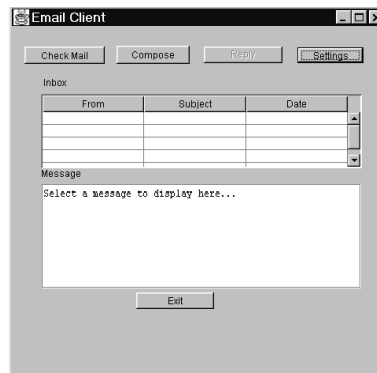 Email Client
Check Mail Compose Reply Settings
Inbox
From Subject Date
Message
Select a message to display here...
Exit